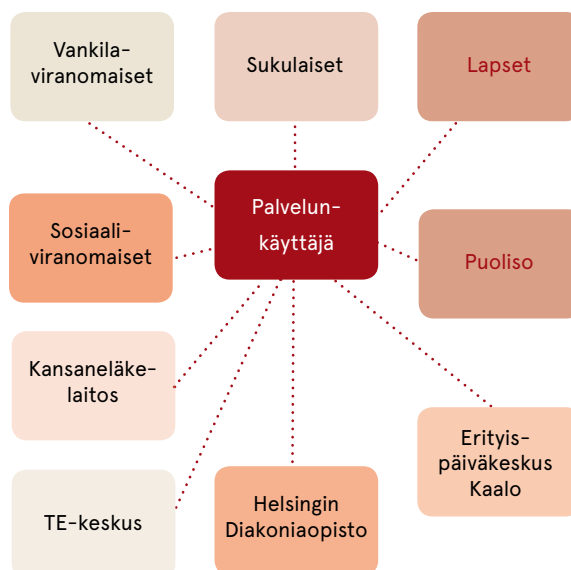 Vankila-
viranomaiset
Sukulaiset
Lapset
Palvelun-
käyttäjä
Sosiaali-
viranomaiset
Puoliso
Kansaneläke-
laitos
Erityis-
päiväkeskus
Kaalo
TE-keskus
Helsingin
Diakoniaopisto